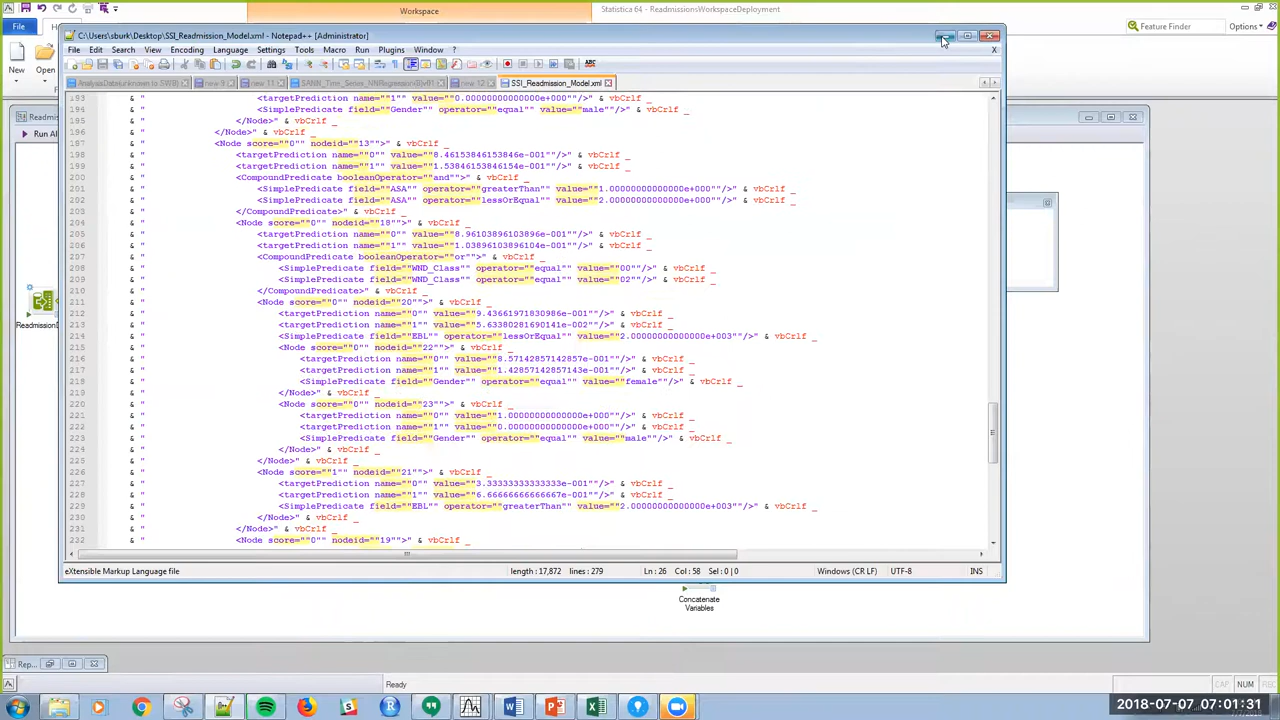 Workspace
Statistica 64 - ReadmissionsWorkspaceDeployment
File
Feature Finder
Options
New
Open
C:\Users\sburk\Desktop\SSI_Readmission_Model.xml - Notepad++ [Administrator]
File Edit Search View Encoding Language Settings Tools Macro Run Plugins Window ? X
new 9 new 11 SANN_Time_Series_NNRegression(8)v01 new 12 SSI_Readmission_Model.xml
Readm
Run Al
193 <targetPrediction name=""1"" value=""0.00000000000000e+000""/>" & vbCrlf _
194 & " <SimplePredicate field=""Gender"" operator=""equal"" value=""male""/>" & vbCrlf _
195 & " </Node>" & vbCrlf _
196 & " </Node>" & vbCrlf _
197 & " <Node score=""0"" nodeid=""13"">" & vbCrlf _
198 & " <targetPrediction name=""0"" value=""8.46153846153846e-001""/>" & vbCrlf _
199 & " <targetPrediction name=""1"" value=""1.53846153846154e-001""/>" & vbCrlf _
200 & " <CompoundPredicate booleanOperator=""and"">" & vbCrlf _
201 & " <SimplePredicate field=""ASA"" operator=""greaterThan"" value=""1.00000000000000e+000""/>" & vbCrlf _
202 & " <SimplePredicate field=""ASA"" operator=""lessOrEqual"" value=""2.00000000000000e+000""/>" & vbCrlf _
203 & " </CompoundPredicate>" & vbCrlf _
204 & " <Node score=""0"" nodeid=""18"">" & vbCrlf _
205 & " <targetPrediction name=""0"" value=""8.96103896103896e-001""/>" & vbCrlf _
206 & " <targetPrediction name=""1"" value=""1.03896103896104e-001""/>" & vbCrlf _
207 & " <CompoundPredicate booleanOperator=""or"">" & vbCrlf _
208 & " <SimplePredicate field=""WND_Class"" operator=""equal"" value=""00""/>" & vbCrlf _
209 & " <SimplePredicate field=""WND_Class"" operator=""equal"" value=""02""/>" & vbCrlf _
210 & " </CompoundPredicate>" & vbCrlf _
211 & " <Node score=""0"" nodeid=""20"">" & vbCrlf _
212 & " <targetPrediction name=""0"" value=""9.43661971830986e-001""/>" & vbCrlf _
213 & " <targetPrediction name=""1"" value=""5.63380281690141e-002""/>" & vbCrlf _
214 & " <SimplePredicate field=""EBL"" operator=""lessOrEqual"" value=""2.00000000000000e+003""/>" & vbCrlf _
215 & " <Node score=""0"" nodeid=""22"">" & vbCrlf _
216 & " <targetPrediction name=""0"" value=""8.57142857142857e-001""/>" & vbCrlf _
217 & " <targetPrediction name=""1"" value=""1.42857142857143e-001""/>" & vbCrlf _
218 & " <SimplePredicate field=""Gender"" operator=""equal"" value=""female""/>" & vbCrlf _
219 & " </Node>" & vbCrlf _
220 & " <Node score=""0"" nodeid=""23"">" & vbCrlf _
221 & " <targetPrediction name=""0"" value=""1.00000000000000e+000""/>" & vbCrlf _
222 & " <targetPrediction name=""1"" value=""0.00000000000000e+000""/>" & vbCrlf _
223 & " <SimplePredicate field=""Gender"" operator=""equal"" value=""male""/>" & vbCrlf _
224 & " </Node>" & vbCrlf _
225 & " </Node>" & vbCrlf _
226 & " <Node score=""1"" nodeid=""21"">" & vbCrlf _
227 & " <targetPrediction name=""0"" value=""3.33333333333333e-001""/>" & vbCrlf _
228 & " <targetPrediction name=""1"" value=""6.66666666666667e-001""/>" & vbCrlf _
229 & " <SimplePredicate field=""EBL"" operator=""greaterThan"" value=""2.00000000000000e+003""/>" & vbCrlf _
230 & " </Node>" & vbCrlf _
231 & " </Node>" & vbCrlf _
232 & " <Node score=""0"" nodeid=""19"">" & vbCrlf _
eXtensible Markup Language file length : 17,872 lines : 279 Ln : 26 Col : 58 Sel : 0 | 0 Windows (CR LF) UTF-8 INS
Concatenate
Variables
Rep...
Ready
CAP NUM REC
2018-07-07 07:01:31